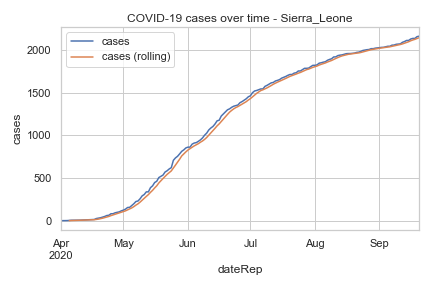 COVID-19 cases over time - Sierra_Leone
cases
cases (rolling)
2000
1500
1000
500
0
cases
Apr
2020
May
Jun
Jul
Aug
Sep
dateRep